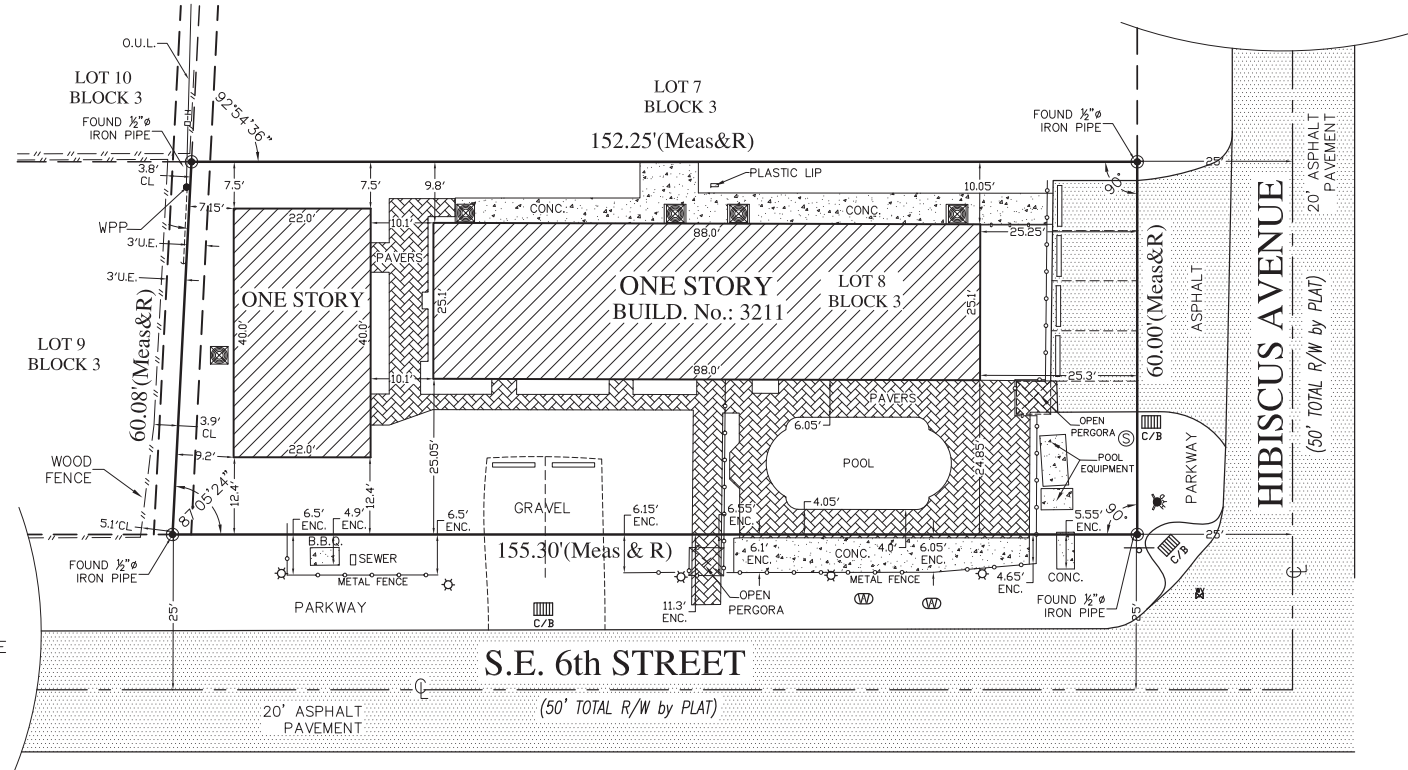 O.U.L.
LOT 10
BLOCK 3
FOUND ½"ø
IRON PIPE
92°54'36"
LOT 7
BLOCK 3
152.25'(Meas&R)
FOUND ½"ø
IRON PIPE
25'
20' ASPHALT
PAVEMENT
3.8'
CL
7.5'
7.5'
9.8'
PLASTIC LIP
10.05'
90°
WPP
7.15'
22.0'
10.1'
CONC.
CONC.
88.0'
25.25'
3'U.E.
3'U.E.
PAVERS
ONE STORY
40.0'
40.0'
25.1'
ONE STORY
BUILD. No.: 3211
LOT 8
BLOCK 3
25.1'
60.00'(Meas&R)
ASPHALT
HIBISCUS AVENUE
(50' TOTAL R/W by PLAT)
LOT 9
BLOCK 3
60.08'(Meas&R)
10.1'
88.0'
25.3'
PAVERS
3.9'
CL
9.2'
22.0'
6.05'
OPEN
PERGORA
S
C/B
POOL
EQUIPMENT
PARKWAY
WOOD
FENCE
87°05'24"
12.4'
12.4'
25.05'
POOL
24.85'
GRAVEL
4.05'
5.1'CL
6.5'
ENC.
4.9'
ENC.
6.5'
ENC.
6.15'
ENC.
6.55'
ENC.
5.55'
ENC.
90°
25'
B.B.Q.
SEWER
155.30'(Meas & R)
6.1'
ENC.
CONC.
4.0'
6.05'
ENC.
C/B
FOUND ½"ø
IRON PIPE
METAL FENCE
METAL FENCE
4.65'
ENC.
CONC.
PARKWAY
OPEN
PERGORA
11.3'
ENC.
W
W
FOUND ½"ø
IRON PIPE
C/B
25'
25'
E
S.E. 6th STREET
(50' TOTAL R/W by PLAT)
20' ASPHALT
PAVEMENT